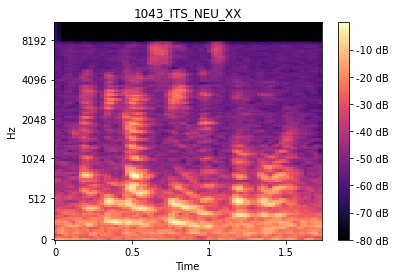 1043_ITS_NEU_XX
Hz
8192
4096
2048
1024
512
0
0
0.5
1
1.5
Time
-10 dB
-20 dB
-30 dB
-40 dB
-50 dB
-60 dB
-70 dB
-80 dB